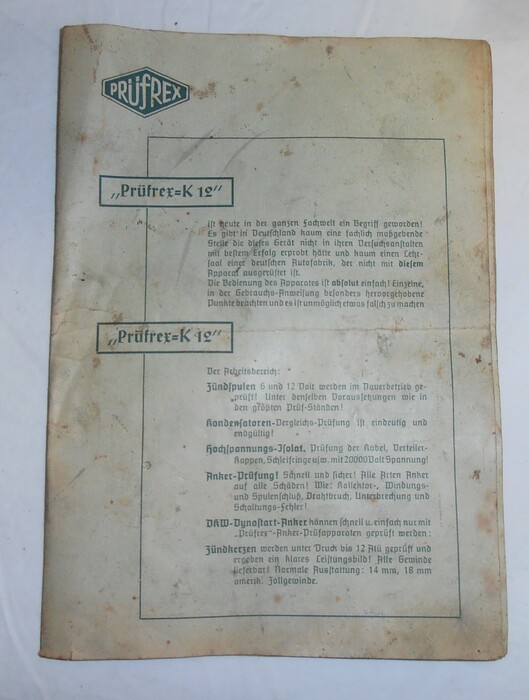 PRÜFREX
„Prüfrex=K 12"
ist heute in der ganzen Fachwelt ein Begriff geworden!
Es gibt in Deutschland kaum eine fachlich maßgebende
Stelle die dieses Gerät nicht in ihren Versuchsanstalten
mit bestem Erfolg erprobt hätte und kaum einen Lehr-
saal einer deutschen Autofabrik, der nicht mit diesem
Apparat ausgerüstet ist.
Die Bedienung des Apparates ist absolut einfach! Einzelne,
in der Gebrauchs-Anweisung besonders hervorgehobene
Punkte beachten und es ist unmöglich etwas falsch zu machen
„Prüfrex=K 12"
Der Arbeitsbereich:
Zündspulen 6 und 12 Volt werden im Dauerbetrieb ge-
prüft! Unter denselben Voraussetzungen wie in
den größten Prüf-Ständen!
Kondensatoren-Vergleichs-Prüfung ist eindeutig und
endgültig!
Hochspannungs-Isolat. Prüfung der Kabel, Verteiler-
Kappen, Schleifringe usw. mit 20000 Volt Spannung!
Anker-Prüfung! Schnell und sicher! Alle Arten Anker
auf alle Schäden! Wie: Kollektor-, Windungs-
und Spulenschluß, Drahtbruch, Unterbrechung und
Schaltungs-Fehler!
DKW-Dynastart-Anker können schnell u. einfach nur mit
„Prüfrex"-Anker-Prüfapparaten geprüft werden!
Zündkerzen werden unter Druck bis 12 Atü geprüft und
ergeben ein klares Leistungsbild! Alle Gewinde
lieferbar! Normale Ausstattung: 14 mm, 18 mm
amerik. Zollgewinde.